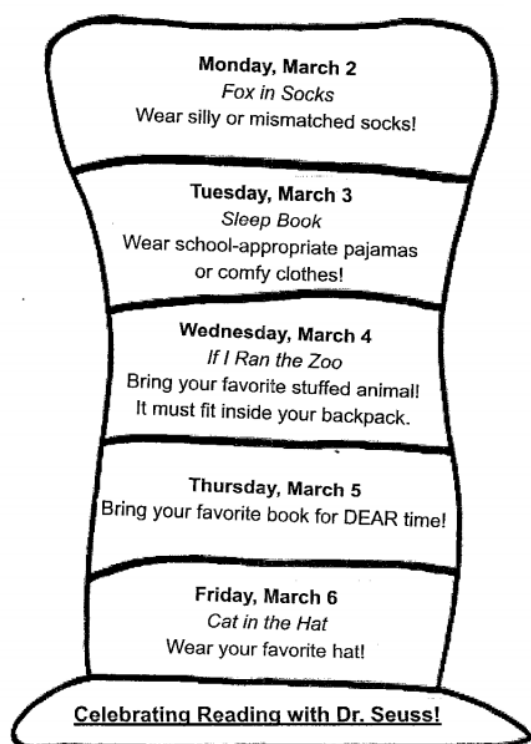 Monday, March 2
Fox in Socks
Wear silly or mismatched socks!
Tuesday, March 3
Sleep Book
Wear school-appropriate pajamas
or comfy clothes!
Wednesday, March 4
If I Ran the Zoo
Bring your favorite stuffed animal!
It must fit inside your backpack.
Thursday, March 5
Bring your favorite book for DEAR time!
Friday, March 6
Cat in the Hat
Wear your favorite hat!
Celebrating Reading with Dr. Seuss!